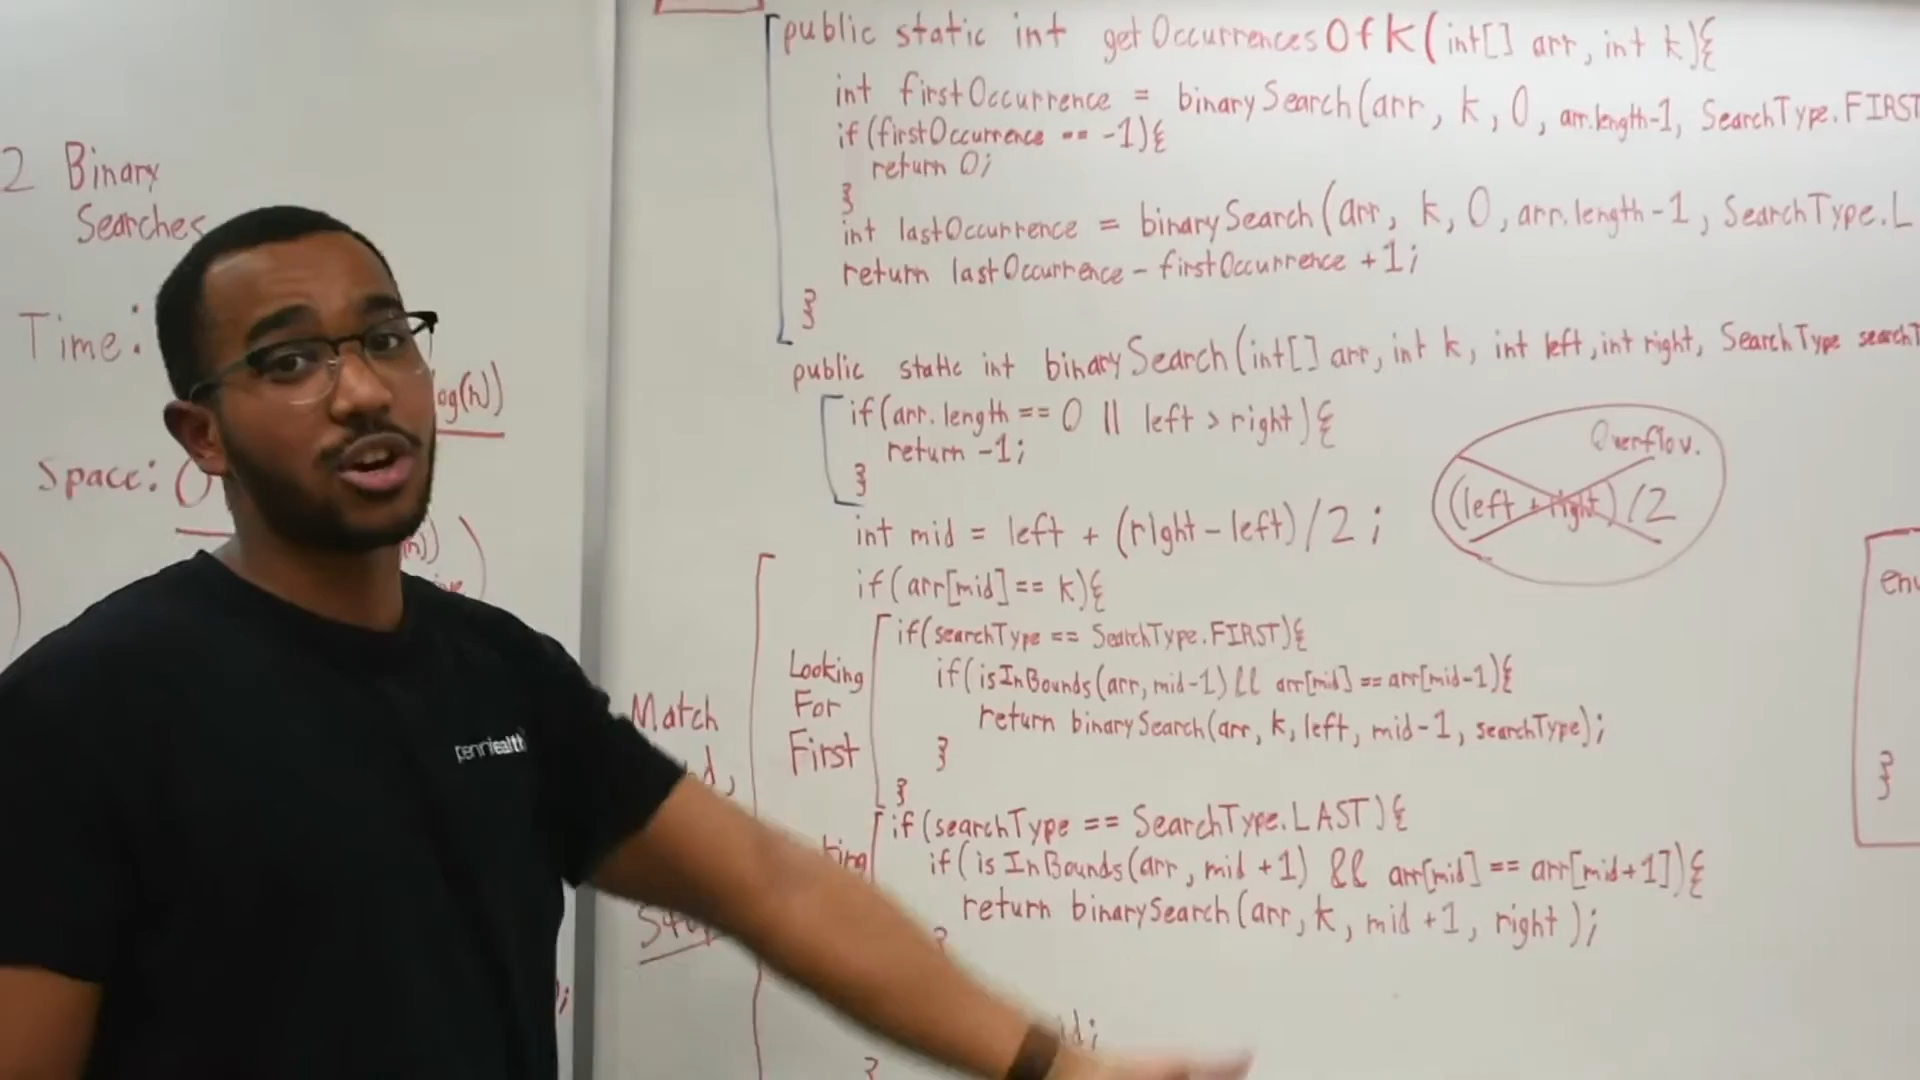 2 Binary
Searches
Time:
og(n))
Space: O
public static int getOccurrencesOfK(int[] arr, int k){
int firstOccurrence = binarySearch(arr, k, 0, arr.length-1, SearchType.FIRST
if(firstOccurrence == -1){
return 0;
}
int lastOccurrence = binarySearch(arr, k, 0, arr.length-1, SearchType.L
return lastOccurrence - firstOccurrence +1;
}
public static int binarySearch(int[] arr, int k, int left, int right, SearchType searchT
if(arr.length == 0 || left > right){
return -1;
}
Overflow.
(left + right)/2
int mid = left + (right-left)/2;
if(arr[mid] == k){
Looking
For
First
if(searchType == SearchType.FIRST){
if(isInBounds(arr, mid-1) && arr[mid] == arr[mid-1]){
return binarySearch(arr, k, left, mid-1, searchType);
}
}
Match
if(searchType == SearchType.LAST){
if(isInBounds(arr, mid+1) && arr[mid] == arr[mid+1]){
return binarySearch(arr, k, mid+1, right);
}
id;
}
enu
}
pennhealth